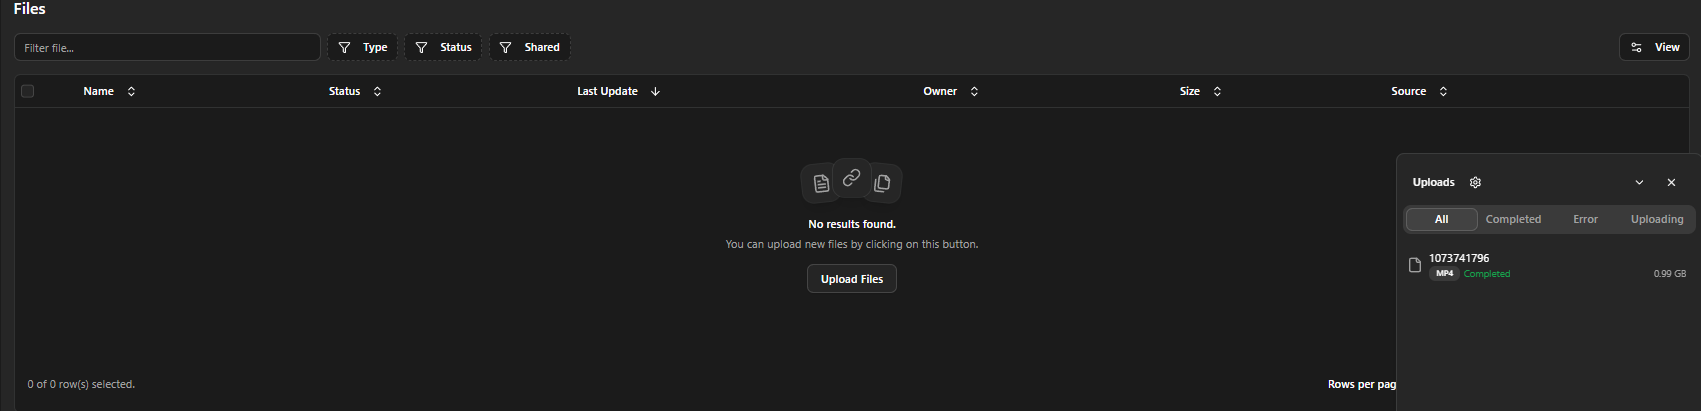 Files
Filter file...
Type
Status
Shared
View
Name
Status
Last Update
Owner
Size
Source
No results found.
You can upload new files by clicking on this button.
Upload Files
Uploads
All
Completed
Error
Uploading
1073741796
MP4 Completed
0.99 GB
0 of 0 row(s) selected.
Rows per pag